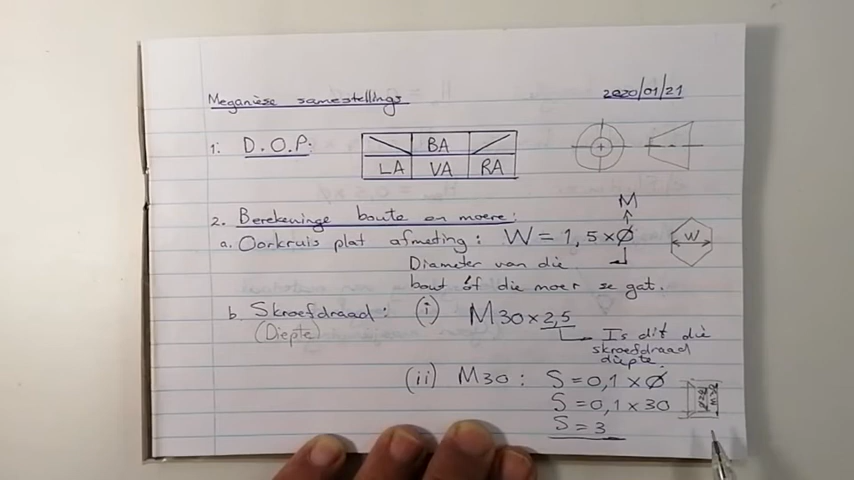 Meganiese samestellings
2020/01/21
1. D.O.P:
BA
LA VA RA
M
2. Berekeninge boute en moere:
a. Oorkruis plat afmeting: W = 1,5 x Ø
W
Diameter van die
bout óf die moer se gat.
b. Skroefdraad: (i) M30 x 2,5
(Diepte)
Is dit die
skroefdraad
diepte.
(ii) M30: S = 0,1 x Ø
S = 0,1 x 30
S = 3